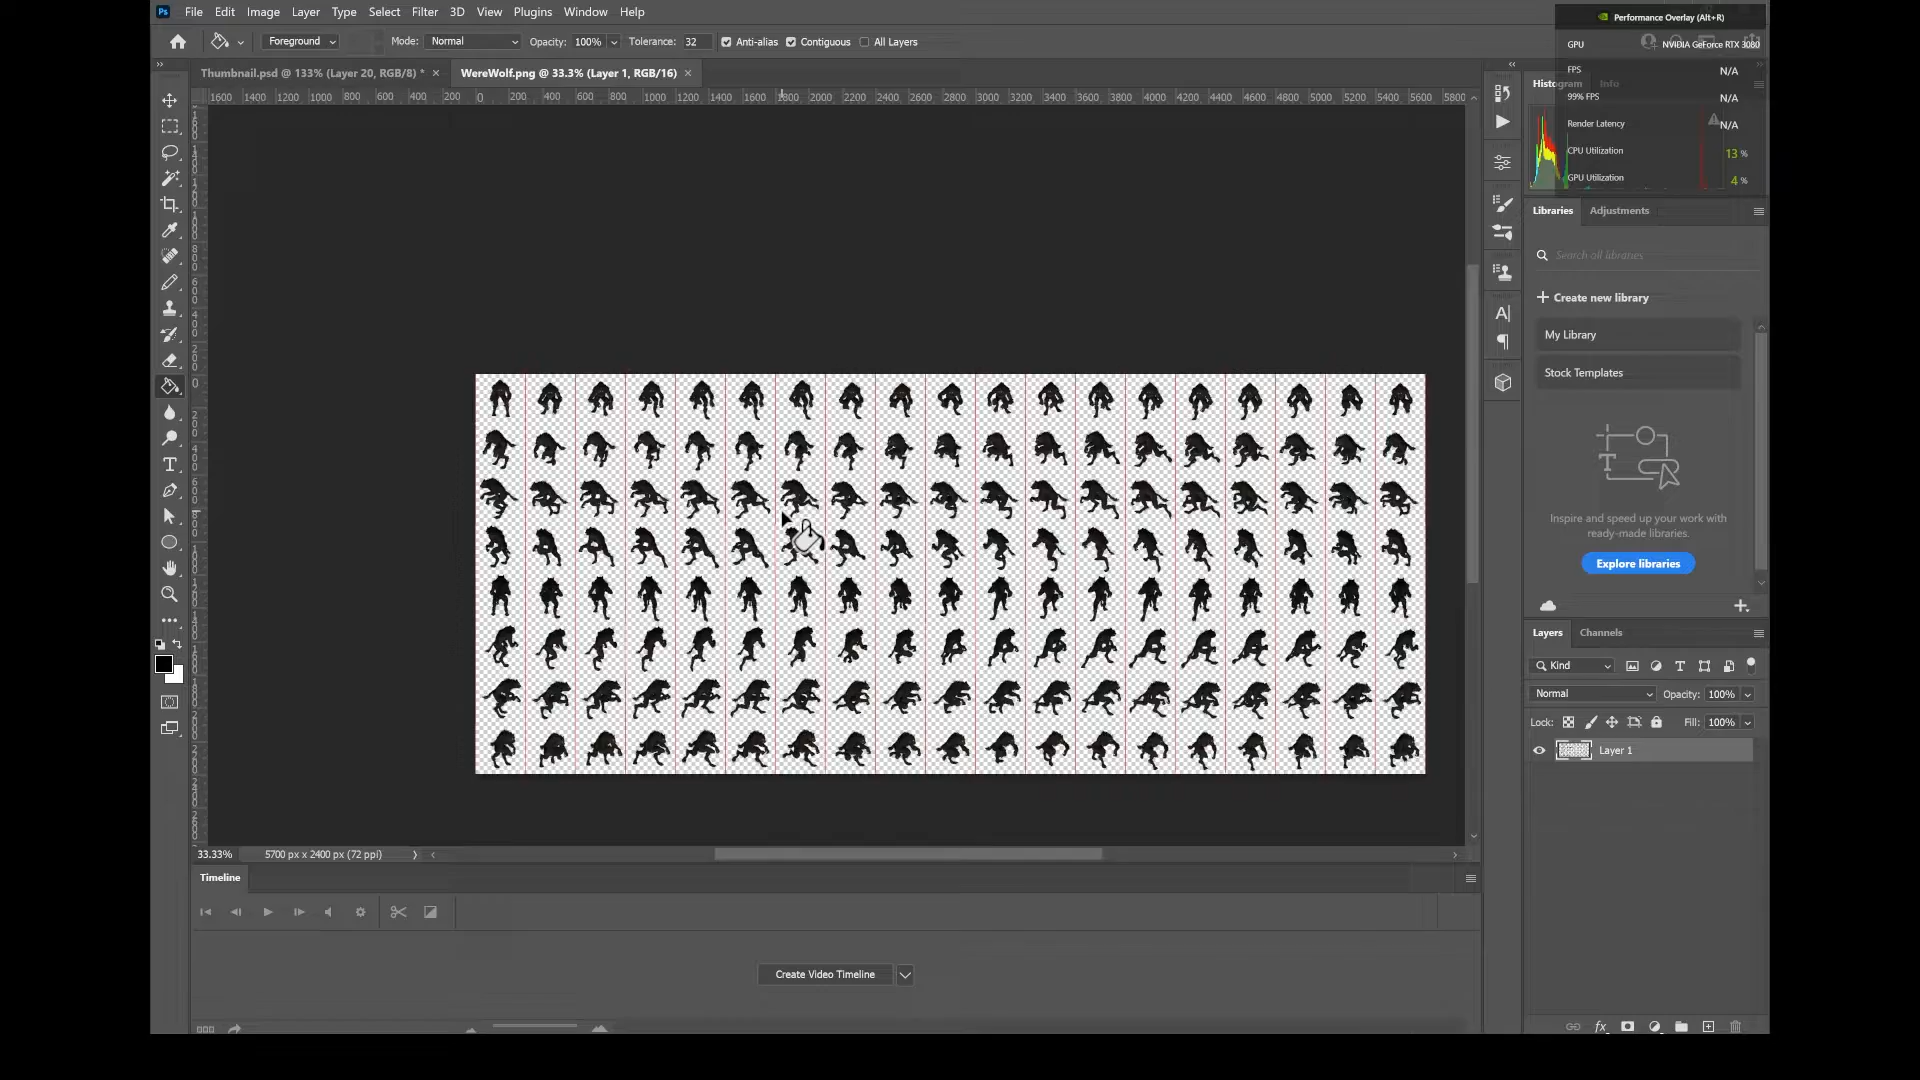 Ps File Edit Image Layer Type Select Filter 3D View Plugins Window Help
Performance Overlay (Alt+R)
Foreground Mode: Normal Opacity: 100% Tolerance: 32 Anti-alias Contiguous All Layers
GPU NVIDIA GeForce RTX 3080
FPS N/A
99% FPS N/A
Render Latency N/A
CPU Utilization 13 %
GPU Utilization 4 %
Thumbnail.psd @ 133% (Layer 20, RGB/8) * × WereWolf.png @ 33.3% (Layer 1, RGB/16) ×
Histogram Info
1600 1400 1200 1000 800 600 400 200 0 200 400 600 800 1000 1200 1400 1600 1800 2000 2200 2400 2600 2800 3000 3200 3400 3600 3800 4000 4200 4400 4600 4800 5000 5200 5400 5600 5800
Libraries Adjustments
Search all libraries
Create new library
My Library
Stock Templates
Inspire and speed up your work with
ready-made libraries.
Explore libraries
Layers Channels
Kind
Normal Opacity: 100%
Lock: Fill: 100%
Layer 1
33.33% 5700 px x 2400 px (72 ppi)
Timeline
Create Video Timeline
fx